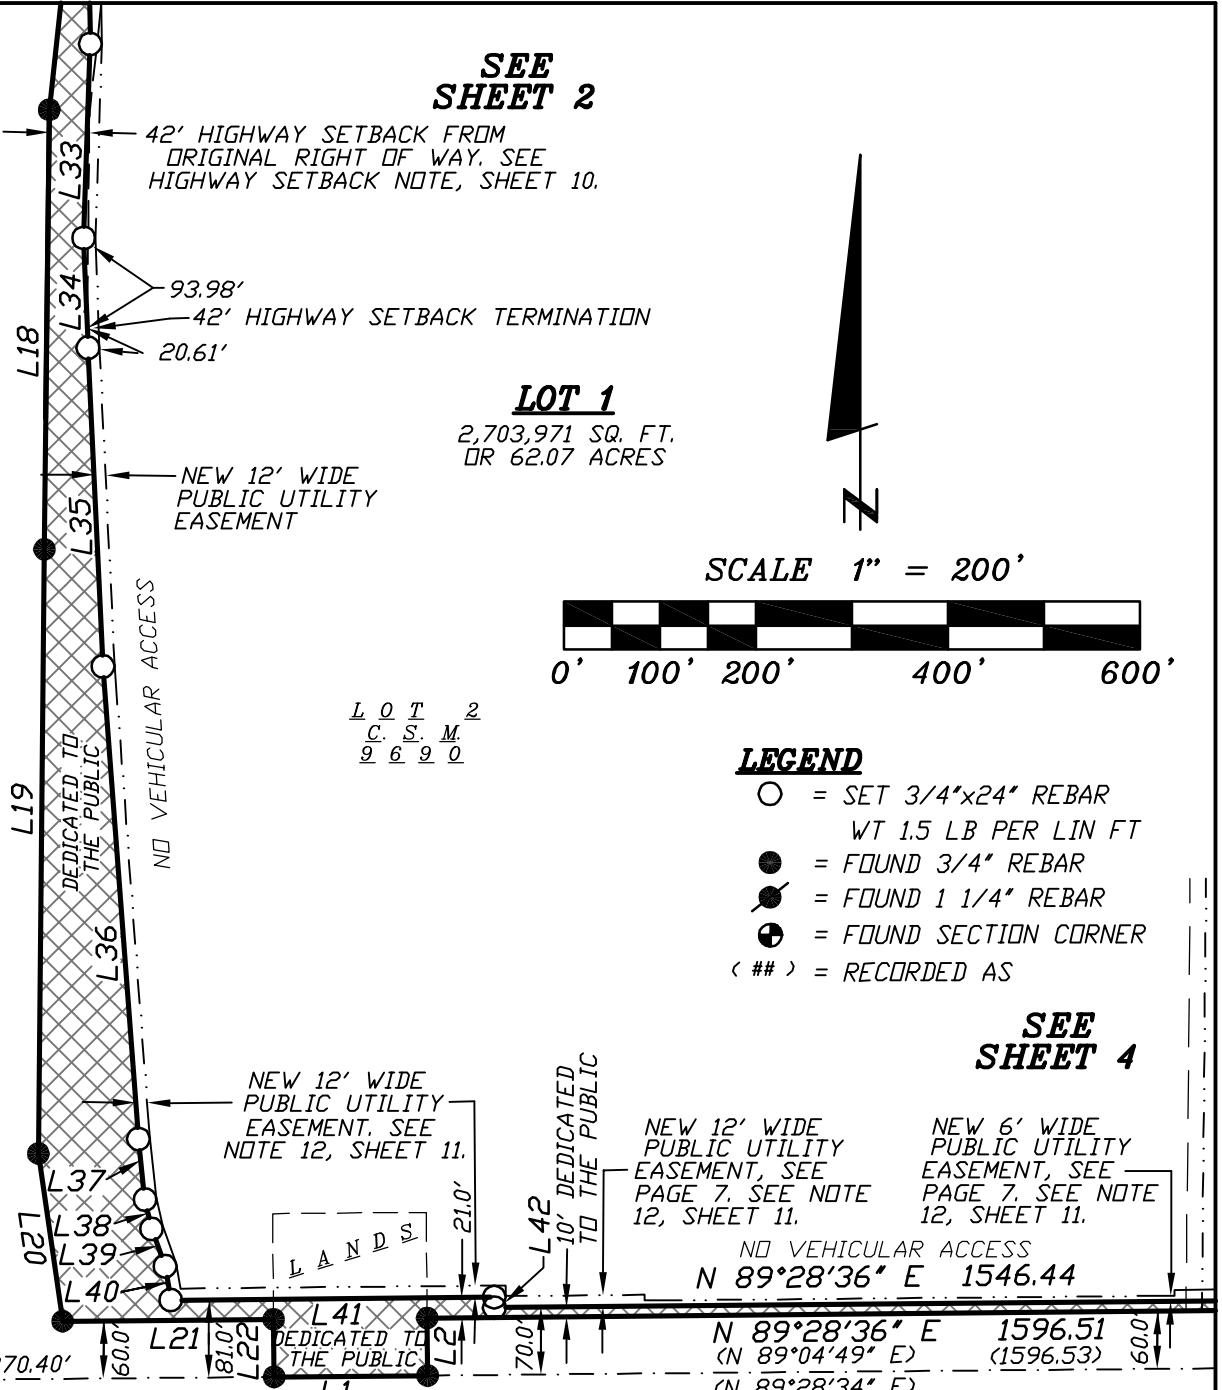 SEE
SHEET 2
42' HIGHWAY SETBACK FROM
ORIGINAL RIGHT OF WAY. SEE
HIGHWAY SETBACK NOTE, SHEET 10.
L33
L34
93.98'
42' HIGHWAY SETBACK TERMINATION
20.61'
L18
LOT 1
2,703,971 SQ. FT.
OR 62.07 ACRES
NEW 12' WIDE
PUBLIC UTILITY
EASEMENT
L35
N
SCALE 1" = 200'
0' 100' 200' 400' 600'
NO VEHICULAR ACCESS
LOT 2
C. S. M.
9690
L19
DEDICATED TO
THE PUBLIC
LEGEND
= SET 3/4"x24" REBAR
WT 1.5 LB PER LIN FT
= FOUND 3/4" REBAR
= FOUND 1 1/4" REBAR
= FOUND SECTION CORNER
( ## ) = RECORDED AS
L36
SEE
SHEET 4
NEW 12' WIDE
PUBLIC UTILITY
EASEMENT. SEE
NOTE 12, SHEET 11.
10' DEDICATED
TO THE PUBLIC
NEW 12' WIDE
PUBLIC UTILITY
EASEMENT, SEE
PAGE 7. SEE NOTE
12, SHEET 11.
NEW 6' WIDE
PUBLIC UTILITY
EASEMENT, SEE
PAGE 7. SEE NOTE
12, SHEET 11.
L37
L38
L39
L40
L20
LANDS
21.0'
L42
NO VEHICULAR ACCESS
N 89°28'36" E 1546.44
L41
L21
L22
DEDICATED TO
THE PUBLIC
L2
N 89°28'36" E 1596.51
(N 89°04'49" E) (1596.53)
70.40'
60.0'
81.0'
70.0'
60.0'
L1
(N 89°28'34" E)